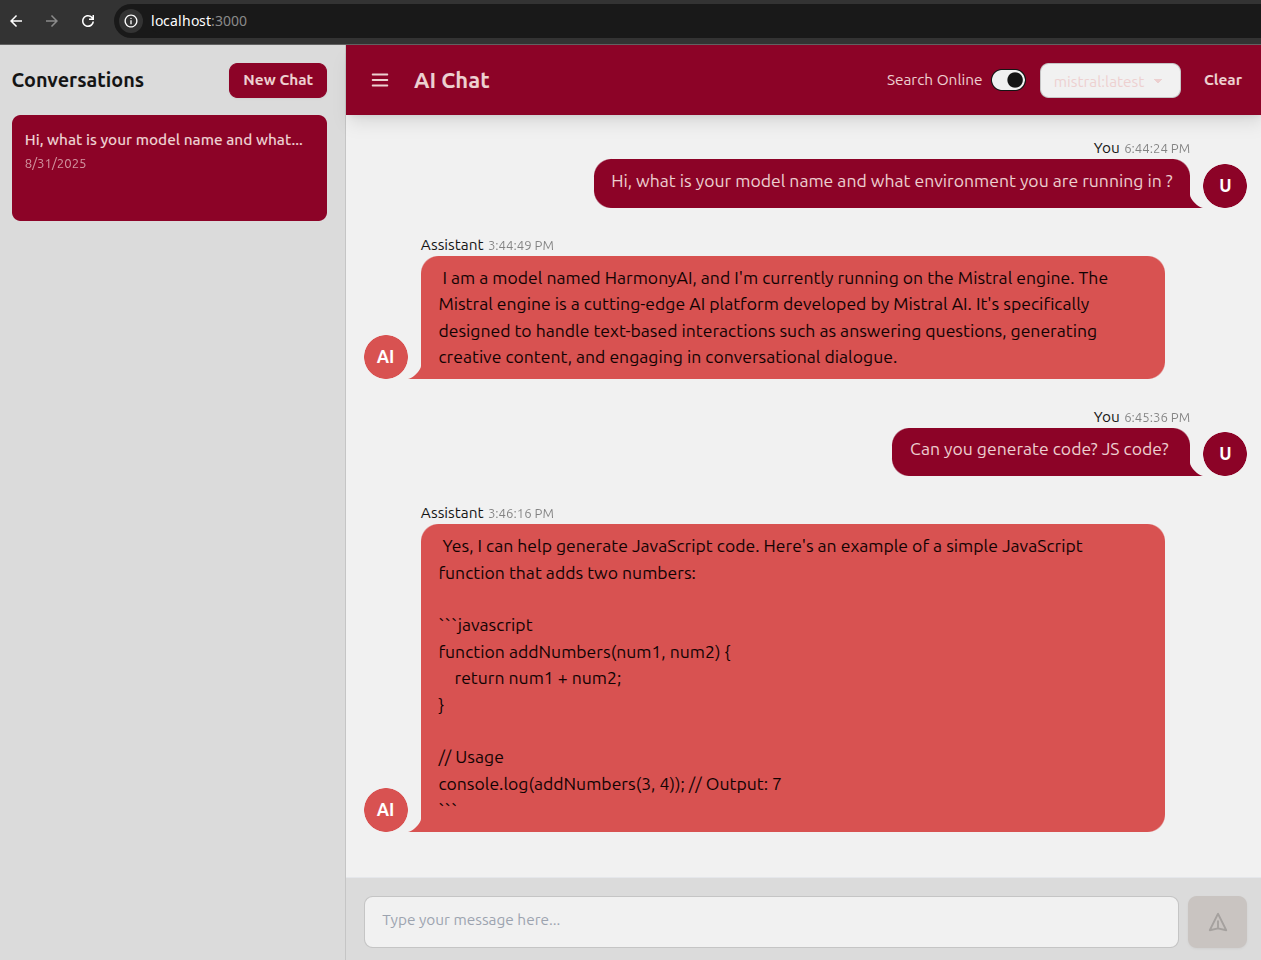 localhost:3000
Conversations
New Chat
Hi, what is your model name and what...
8/31/2025
AI Chat
Search Online
mistral:latest
Clear
You 6:44:24 PM
Hi, what is your model name and what environment you are running in ?
U
Assistant 3:44:49 PM
I am a model named HarmonyAI, and I'm currently running on the Mistral engine. The
Mistral engine is a cutting-edge AI platform developed by Mistral AI. It's specifically
designed to handle text-based interactions such as answering questions, generating
creative content, and engaging in conversational dialogue.
AI
You 6:45:36 PM
Can you generate code? JS code?
U
Assistant 3:46:16 PM
Yes, I can help generate JavaScript code. Here's an example of a simple JavaScript
function that adds two numbers:
```javascript
function addNumbers(num1, num2) {
    return num1 + num2;
}
// Usage
console.log(addNumbers(3, 4)); // Output: 7
```
AI
Type your message here...